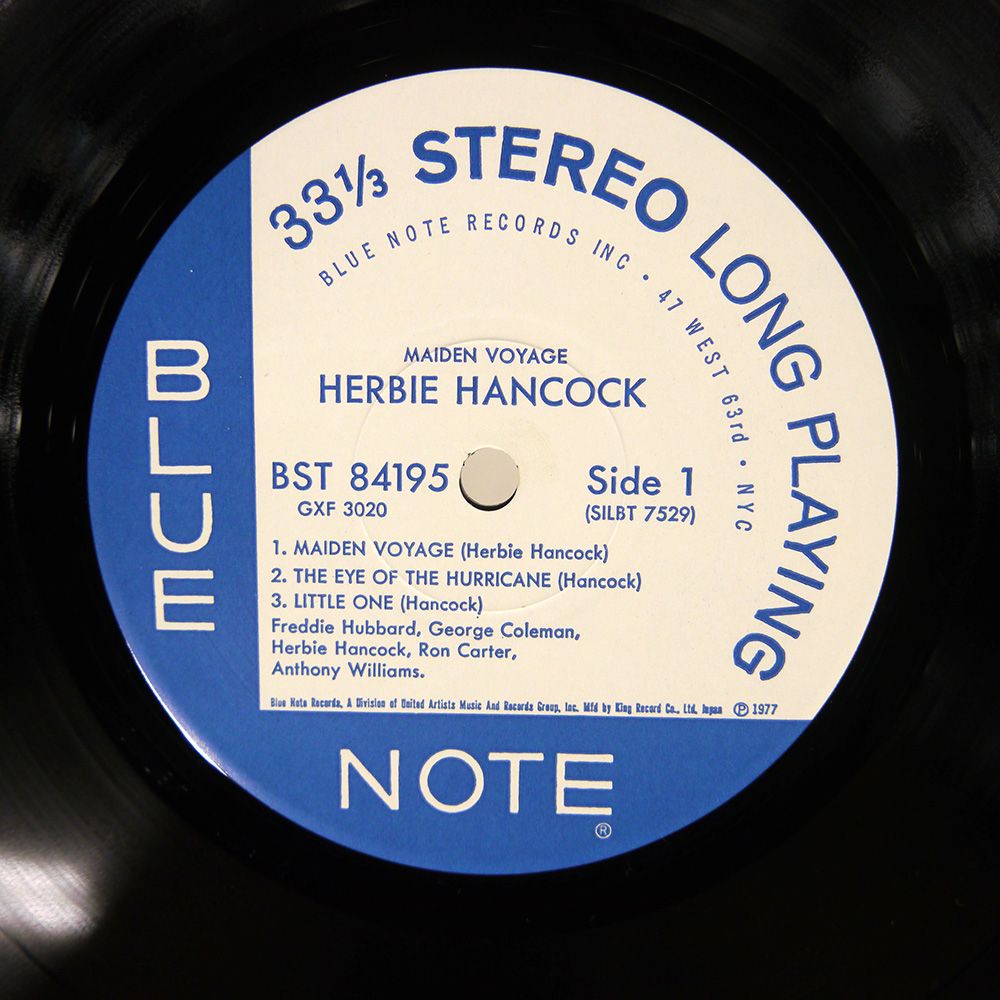 33 1/3 STEREO LONG PLAYING
BLUE NOTE RECORDS INC • 47 WEST 63rd • NYC
MAIDEN VOYAGE
HERBIE HANCOCK
BST 84195
GXF 3020
Side 1
(SILBT 7529)
1. MAIDEN VOYAGE (Herbie Hancock)
2. THE EYE OF THE HURRICANE (Hancock)
3. LITTLE ONE (Hancock)
Freddie Hubbard, George Coleman,
Herbie Hancock, Ron Carter,
Anthony Williams.
Blue Note Records, A Division of United Artists Music And Records Group, Inc. Mfd by King Record Co., Ltd. Japan ℗ 1977
BLUE
NOTE
®